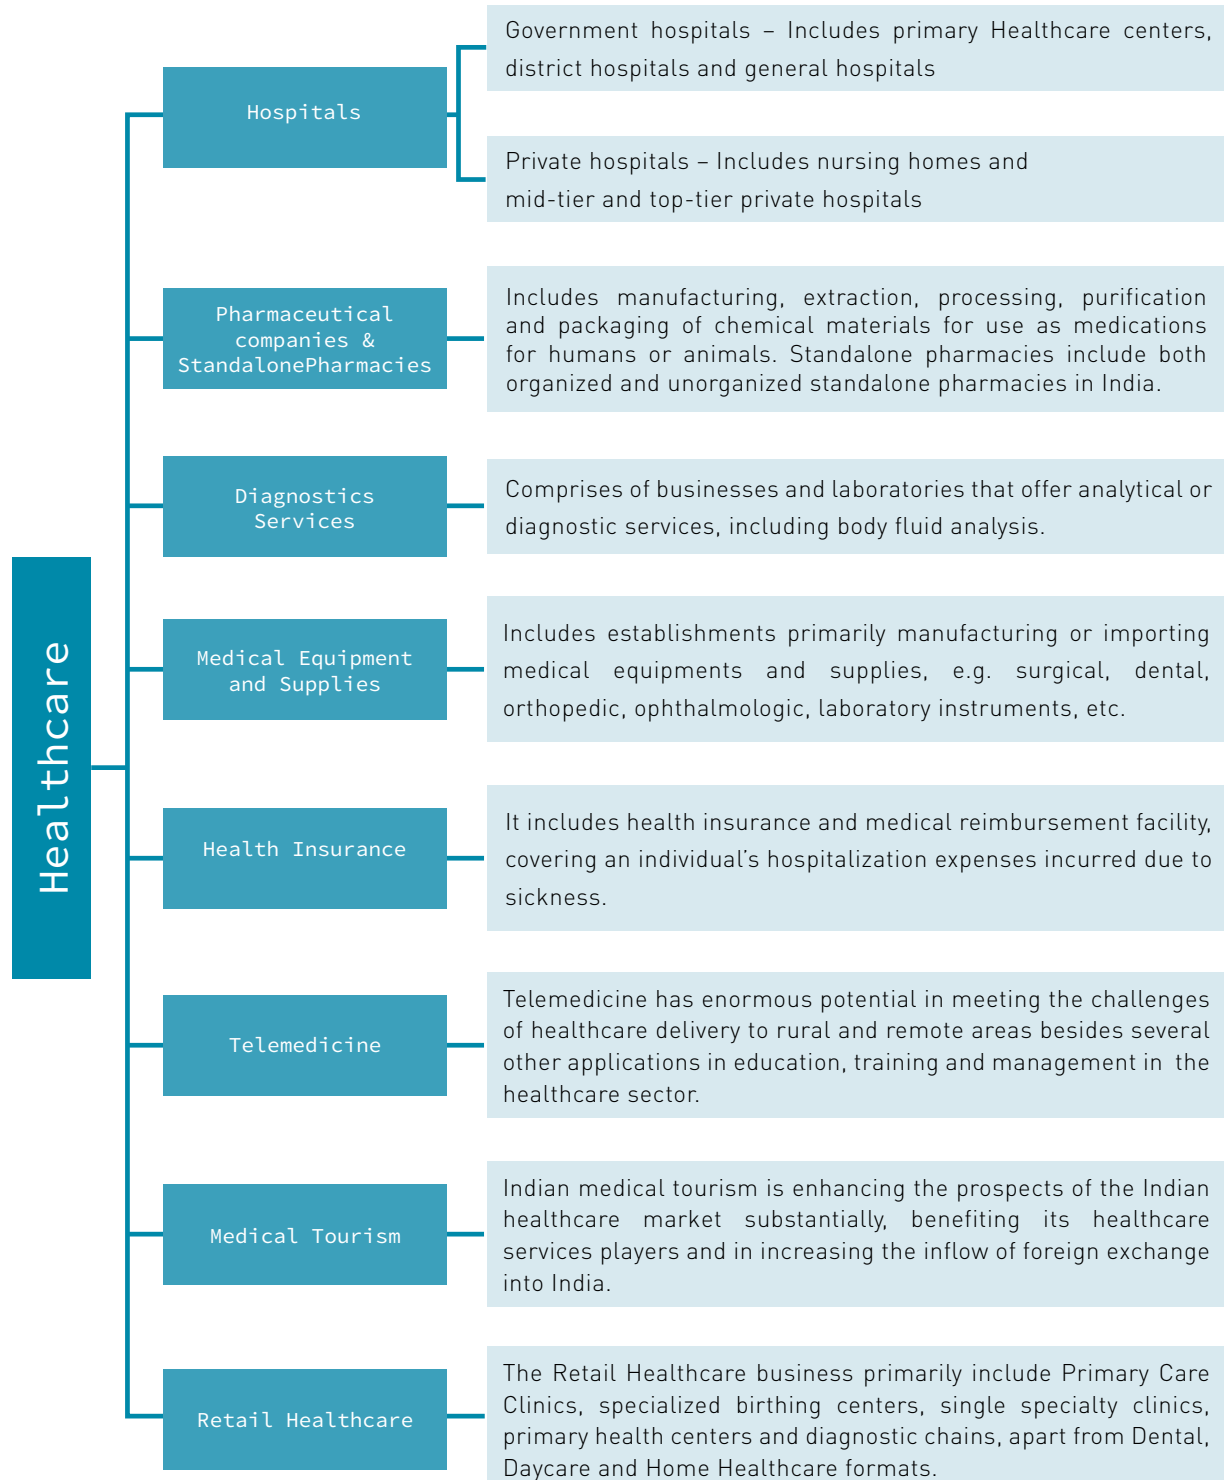 Healthcare
Hospitals
Government hospitals – Includes primary Healthcare centers,
district hospitals and general hospitals
Private hospitals – Includes nursing homes and
mid-tier and top-tier private hospitals
Pharmaceutical
companies &
StandalonePharmacies
Includes manufacturing, extraction, processing, purification
and packaging of chemical materials for use as medications
for humans or animals. Standalone pharmacies include both
organized and unorganized standalone pharmacies in India.
Diagnostics
Services
Comprises of businesses and laboratories that offer analytical or
diagnostic services, including body fluid analysis.
Medical Equipment
and Supplies
Includes establishments primarily manufacturing or importing
medical equipments and supplies, e.g. surgical, dental,
orthopedic, ophthalmologic, laboratory instruments, etc.
Health Insurance
It includes health insurance and medical reimbursement facility,
covering an individual’s hospitalization expenses incurred due to
sickness.
Telemedicine
Telemedicine has enormous potential in meeting the challenges
of healthcare delivery to rural and remote areas besides several
other applications in education, training and management in the
healthcare sector.
Medical Tourism
Indian medical tourism is enhancing the prospects of the Indian
healthcare market substantially, benefiting its healthcare
services players and in increasing the inflow of foreign exchange
into India.
Retail Healthcare
The Retail Healthcare business primarily include Primary Care
Clinics, specialized birthing centers, single specialty clinics,
primary health centers and diagnostic chains, apart from Dental,
Daycare and Home Healthcare formats.